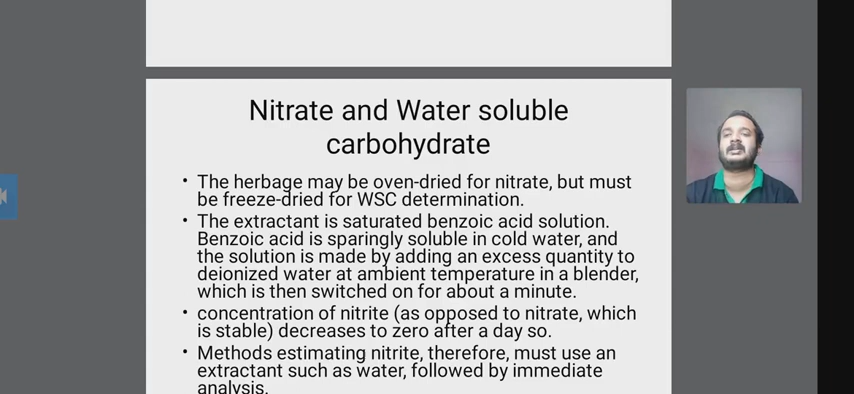 Nitrate and Water soluble
carbohydrate
• The herbage may be oven-dried for nitrate, but must
be freeze-dried for WSC determination.
• The extractant is saturated benzoic acid solution.
Benzoic acid is sparingly soluble in cold water, and
the solution is made by adding an excess quantity to
deionized water at ambient temperature in a blender,
which is then switched on for about a minute.
• concentration of nitrite (as opposed to nitrate, which
is stable) decreases to zero after a day so.
• Methods estimating nitrite, therefore, must use an
extractant such as water, followed by immediate
analysis.